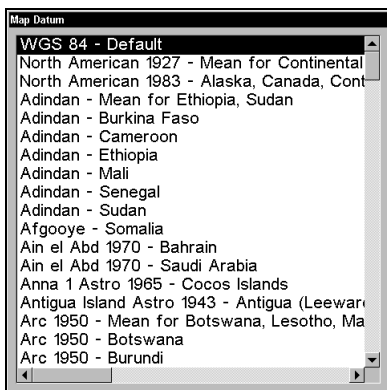 Map Datum
WGS 84 - Default
North American 1927 - Mean for Continental
North American 1983 - Alaska, Canada, Cont
Adindan - Mean for Ethiopia, Sudan
Adindan - Burkina Faso
Adindan - Cameroon
Adindan - Ethiopia
Adindan - Mali
Adindan - Senegal
Adindan - Sudan
Afgooye - Somalia
Ain el Abd 1970 - Bahrain
Ain el Abd 1970 - Saudi Arabia
Anna 1 Astro 1965 - Cocos Islands
Antigua Island Astro 1943 - Antigua (Leeward
Arc 1950 - Mean for Botswana, Lesotho, Ma
Arc 1950 - Botswana
Arc 1950 - Burundi